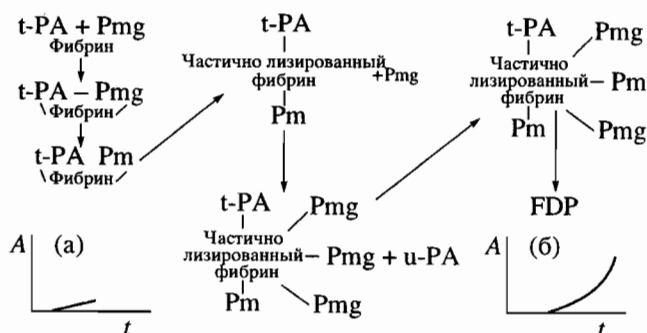 t-PA + Pmg
Фибрин
t-PA – Pmg
\Фибрин/
t-PA Pm
\Фибрин/
A (а)
t
t-PA
Частично лизированный
фибрин +Pmg
Pm
t-PA Pmg
Частично
лизированный – Pmg + u-PA
фибрин
Pm Pmg
t-PA Pmg
Частично
лизированный – Pm
фибрин
Pm Pmg
FDP
A (б)
t